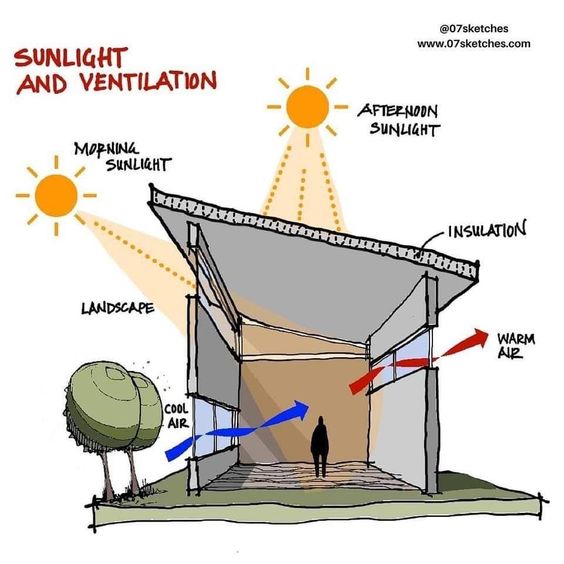 @07sketches
www.07sketches.com
SUNLIGHT
AND VENTILATION
AFTERNOON
SUNLIGHT
MORNING
SUNLIGHT
INSULATION
LANDSCAPE
WARM
AIR
COOL
AIR